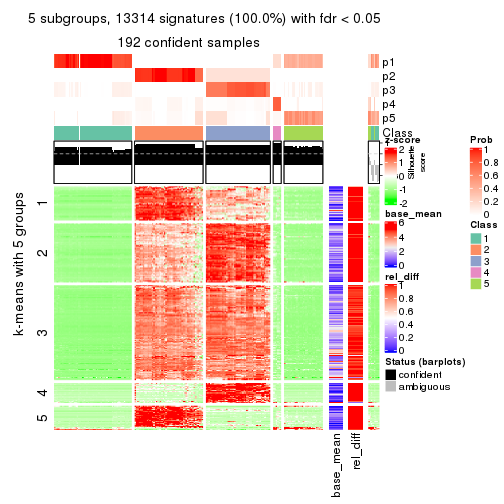 5 subgroups, 13314 signatures (100.0%) with fdr < 0.05
192 confident samples
p1
p2
p3
p4
p5
Class
Silhouette
score
k-means with 5 groups
1
2
3
4
5
base_mean
rel_diff
z-score
2
1
0
-1
-2
base_mean
6
4
2
0
rel_diff
1
0.8
0.6
0.4
0.2
0
Status (barplots)
confident
ambiguous
Prob
1
0.8
0.6
0.4
0.2
0
Class
1
2
3
4
5